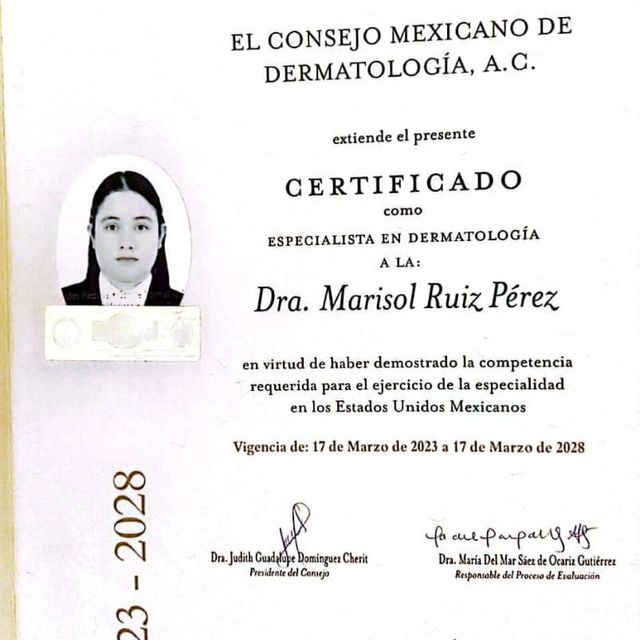 EL CONSEJO MEXICANO DE
DERMATOLOGÍA, A.C.
extiende el presente
CERTIFICADO
como
ESPECIALISTA EN DERMATOLOGÍA
A LA:
Dra. Marisol Ruiz Pérez
en virtud de haber demostrado la competencia
requerida para el ejercicio de la especialidad
en los Estados Unidos Mexicanos
Vigencia de: 17 de Marzo de 2023 a 17 de Marzo de 2028
Dra. Judith Guadalupe Domínguez Cherit
Presidente del Consejo
Dra. María Del Mar Sáez de Ocariz Gutiérrez
Responsable del Proceso de Evaluación
23 - 2028